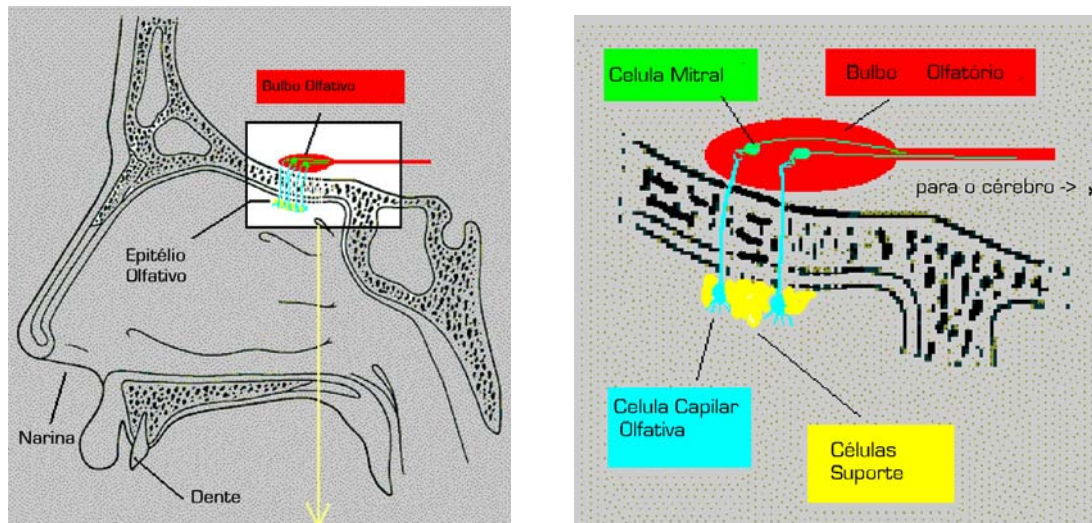 Bulbo Olfativo
Epitélio
Olfativo
Narina
Dente
Celula Mitral
Bulbo Olfatório
para o cérebro ->
Celula Capilar
Olfativa
Células
Suporte